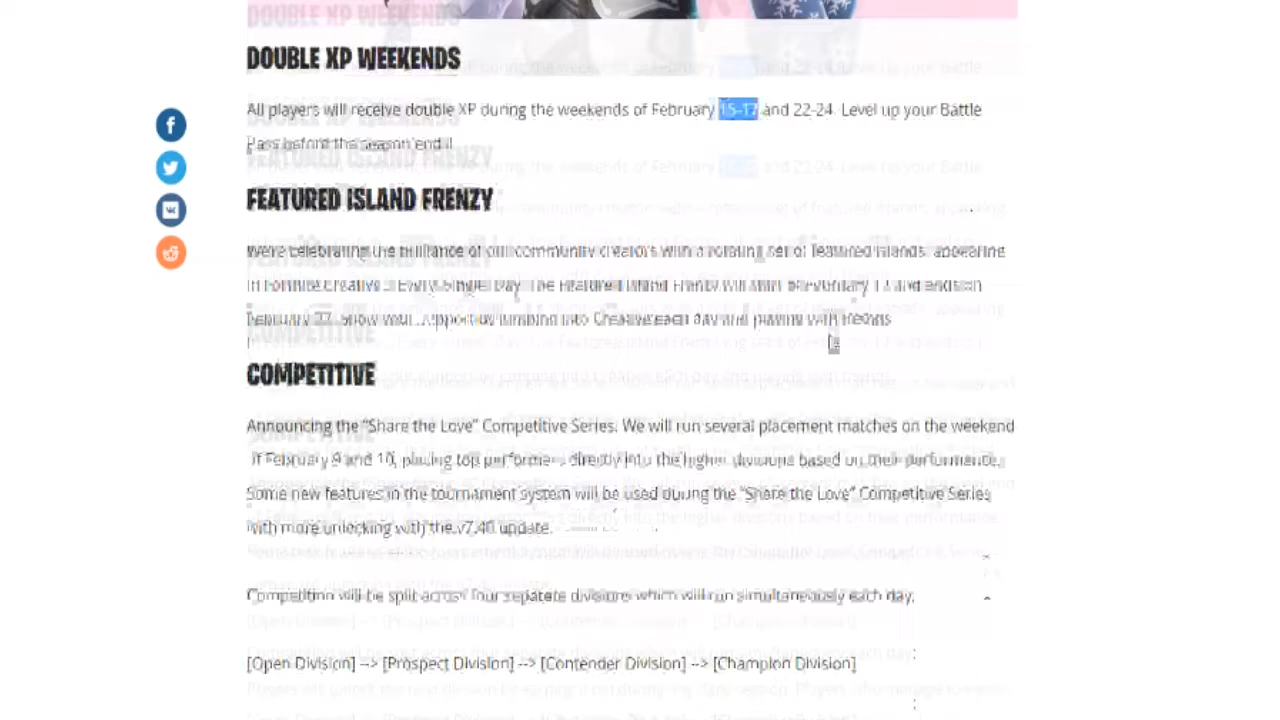 DOUBLE XP WEEKENDS
All players will receive double XP during the weekends of February 15-17 and 22-24. Level up your Battle
Pass before the season end!
FEATURED ISLAND FRENZY
We're celebrating the brilliance of our community creators with a rotating set of featured islands, appearing
in Fortnite Creative... Every. Single. Day. The Featured Island Frenzy will start on February 17 and ends on
February 27. Show your support by jumping into Creative each day and playing with friends
COMPETITIVE
Announcing the “Share the Love” Competitive Series. We will run several placement matches on the weekend
of February 9 and 10, placing top performers directly into the higher divisions based on their performance.
Some new features in the tournament system will be used during the “Share the Love” Competitive Series
with more unlocking with the v7.40 update.
Competition will be split across four separate divisions which will run simultaneously each day.
[Open Division] --> [Prospect Division] --> [Contender Division] --> [Champion Division]